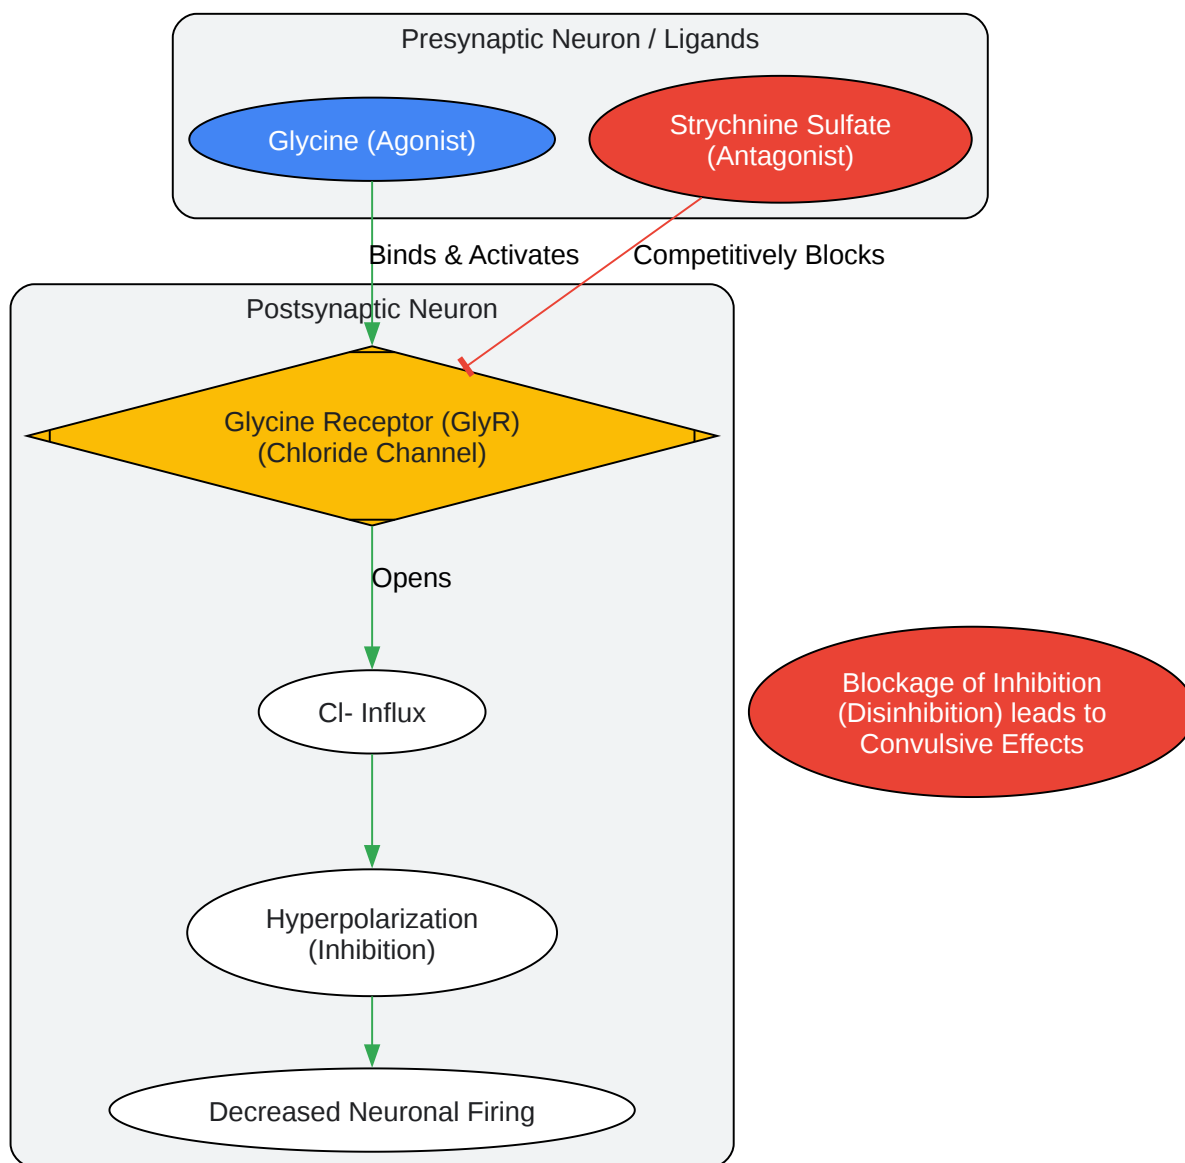 Presynaptic Neuron / Ligands
Glycine (Agonist)
Strychnine Sulfate
(Antagonist)
Binds & Activates
Competitively Blocks
Postsynaptic Neuron
Glycine Receptor (GlyR)
(Chloride Channel)
Opens
Cl- Influx
Blockage of Inhibition
(Disinhibition) leads to
Convulsive Effects
Hyperpolarization
(Inhibition)
Decreased Neuronal Firing